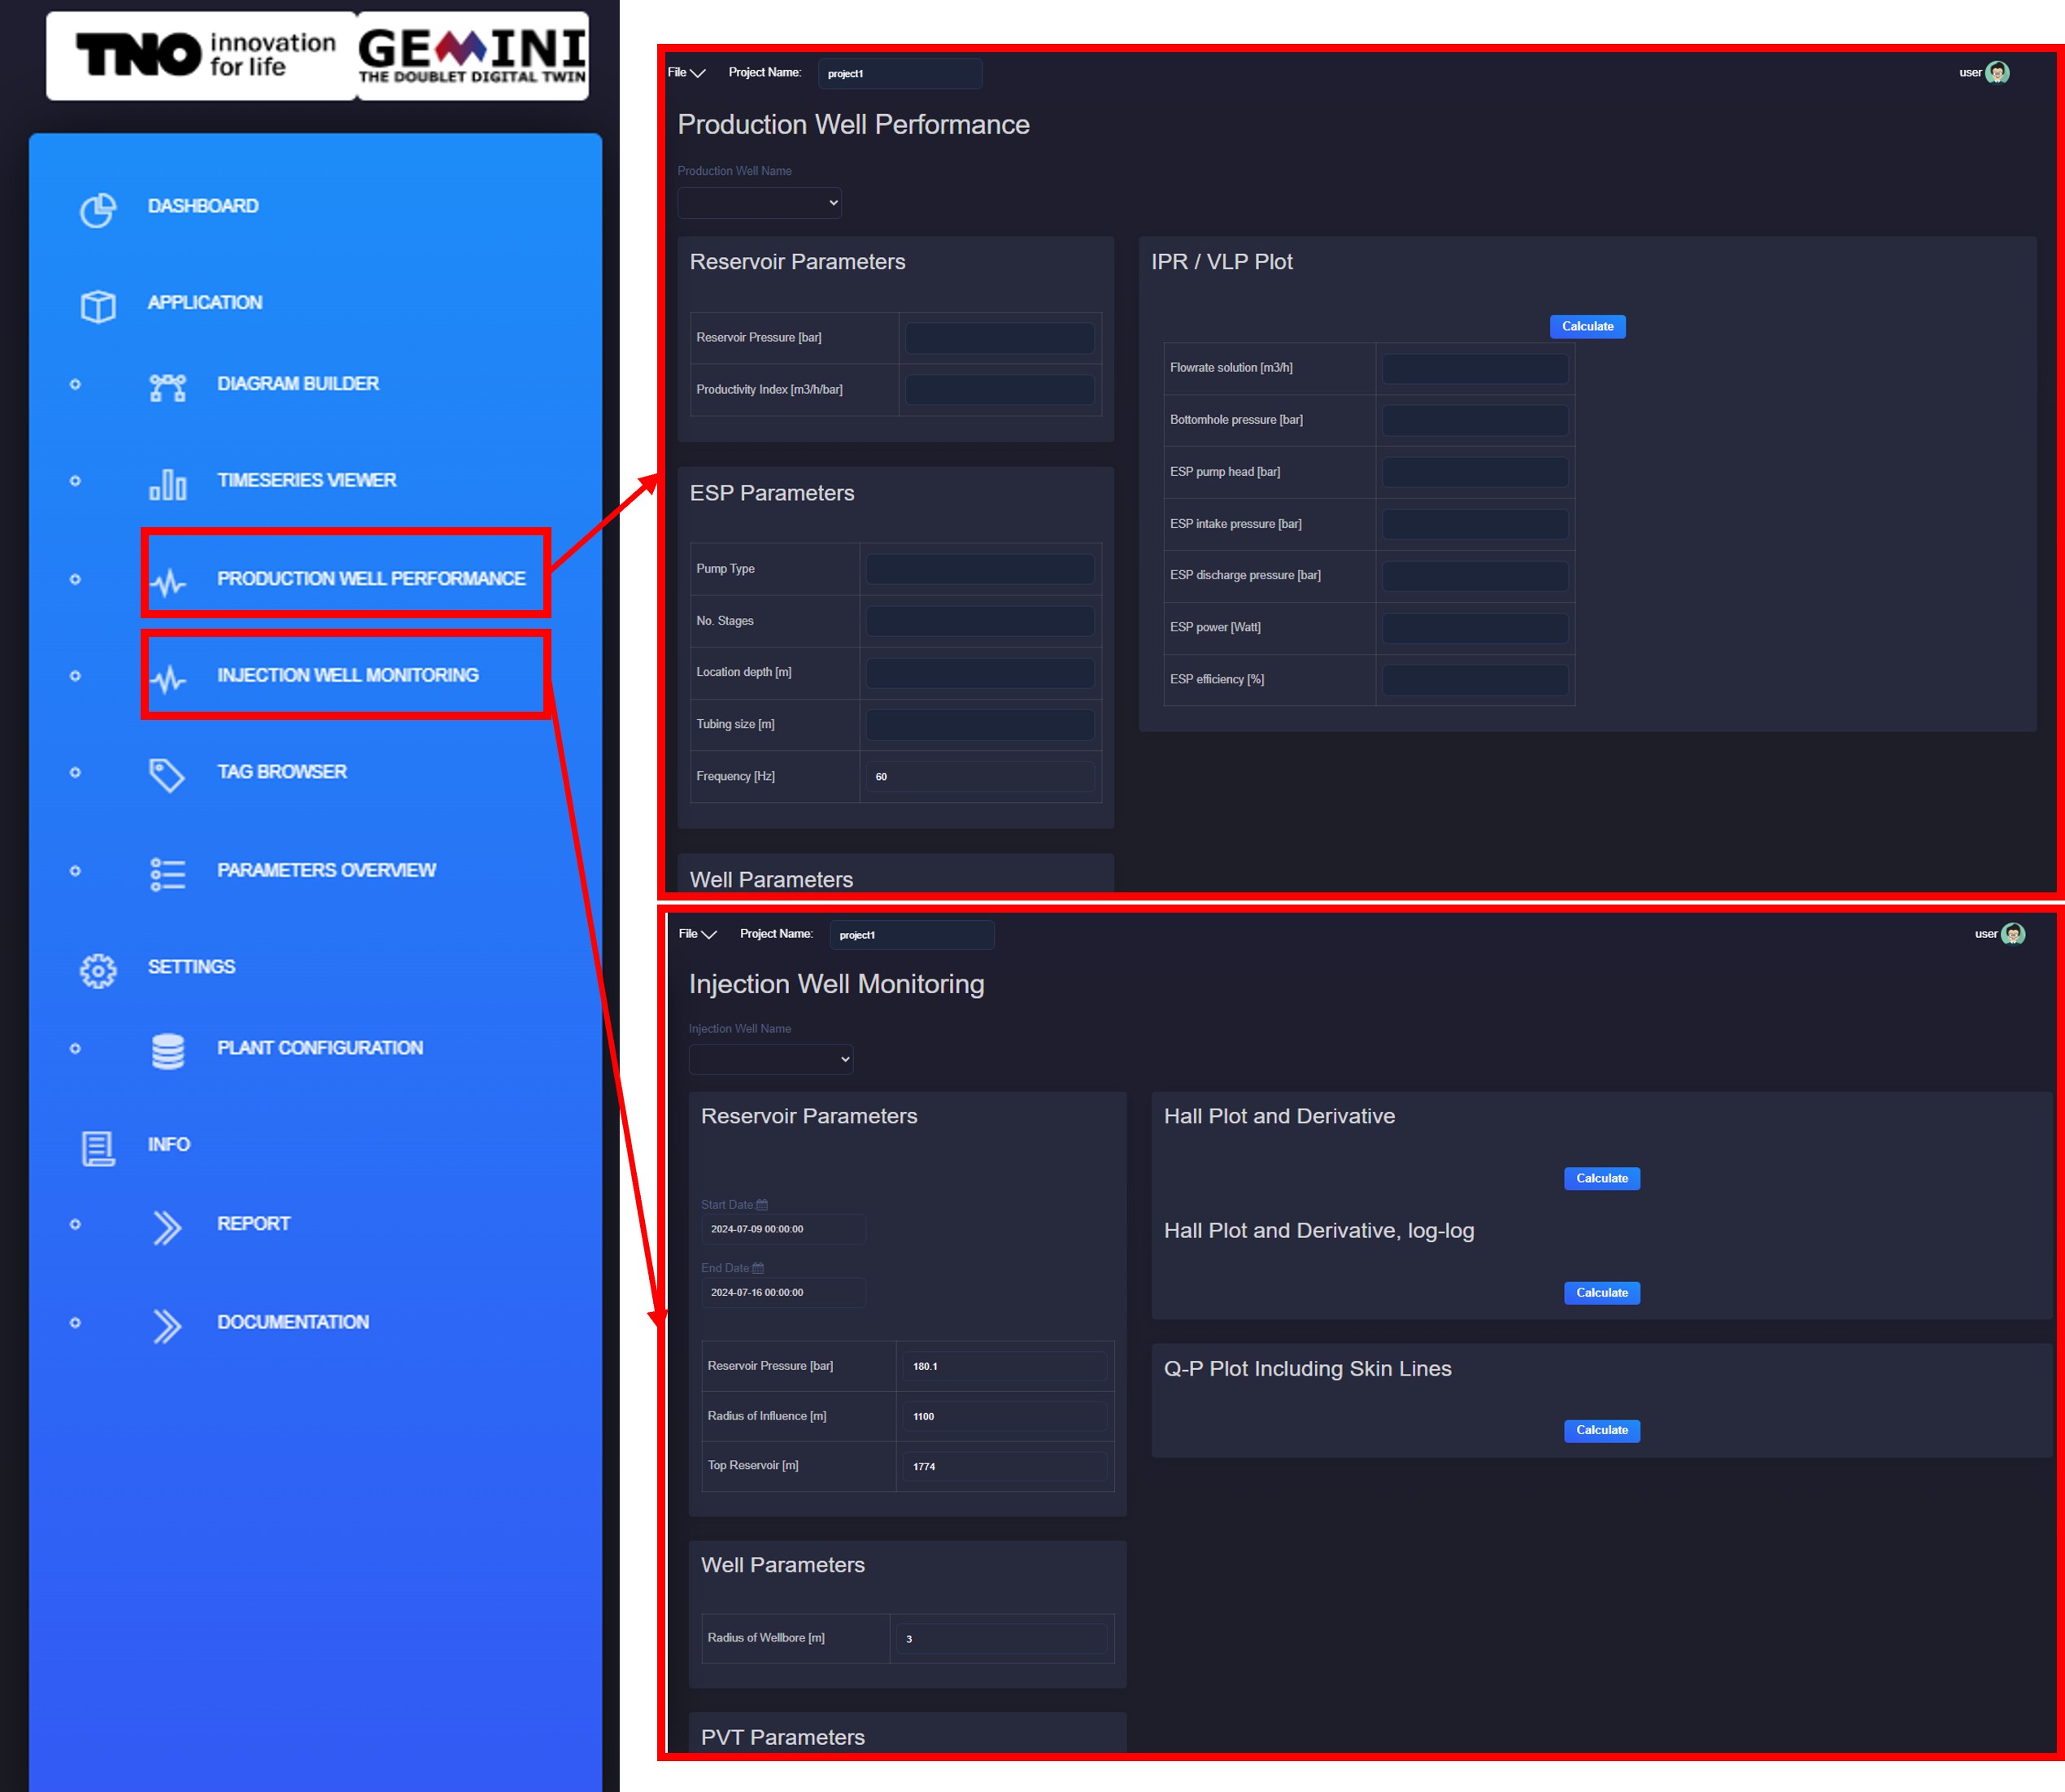 TNO innovation for life
GEMINI
THE DOUBLET DIGITAL TWIN
DASHBOARD
APPLICATION
DIAGRAM BUILDER
TIMESERIES VIEWER
PRODUCTION WELL PERFORMANCE
INJECTION WELL MONITORING
TAG BROWSER
PARAMETERS OVERVIEW
SETTINGS
PLANT CONFIGURATION
INFO
REPORT
DOCUMENTATION
File Project Name: project1 user
Production Well Performance
Production Well Name
Reservoir Parameters
Reservoir Pressure [bar]
Productivity Index [m3/h/bar]
ESP Parameters
Pump Type
No. Stages
Location depth [m]
Tubing size [m]
Frequency [Hz] 60
Well Parameters
IPR / VLP Plot
Calculate
Flowrate solution [m3/h]
Bottomhole pressure [bar]
ESP pump head [bar]
ESP intake pressure [bar]
ESP discharge pressure [bar]
ESP power [Watt]
ESP efficiency [%]
File Project Name: project1 user
Injection Well Monitoring
Injection Well Name
Reservoir Parameters
Start Date:
2024-07-09 00:00:00
End Date:
2024-07-16 00:00:00
Reservoir Pressure [bar] 180.1
Radius of Influence [m] 1100
Top Reservoir [m] 1774
Well Parameters
Radius of Wellbore [m] 3
PVT Parameters
Hall Plot and Derivative
Calculate
Hall Plot and Derivative, log-log
Calculate
Q-P Plot Including Skin Lines
Calculate